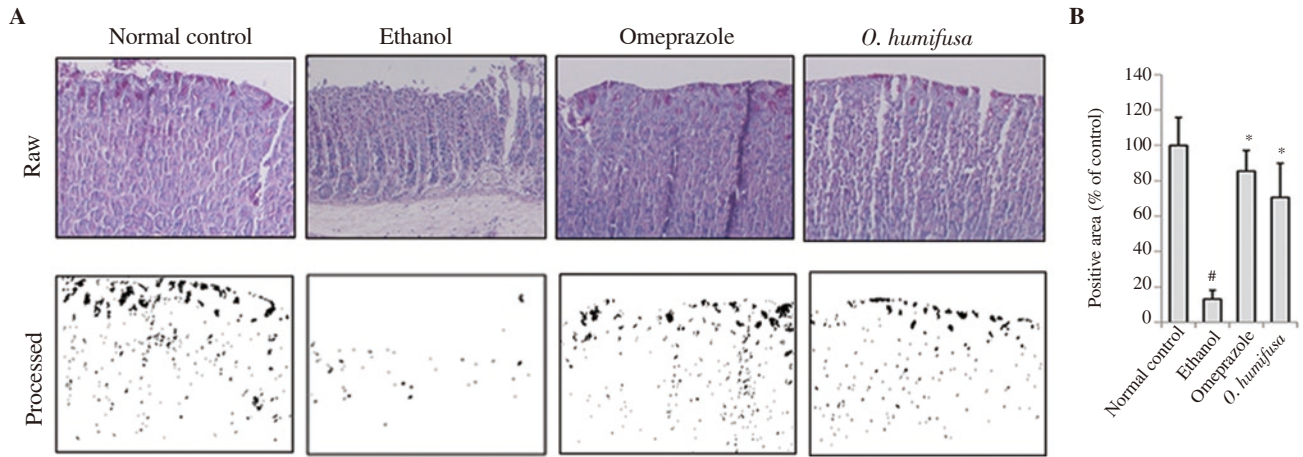 A
Normal control
Ethanol
Omeprazole
O. humifusa
Raw
Processed
B
Positive area (% of control)
140
120
100
80
60
40
20
0
#
*
*
Normal control
Ethanol
Omeprazole
O. humifusa